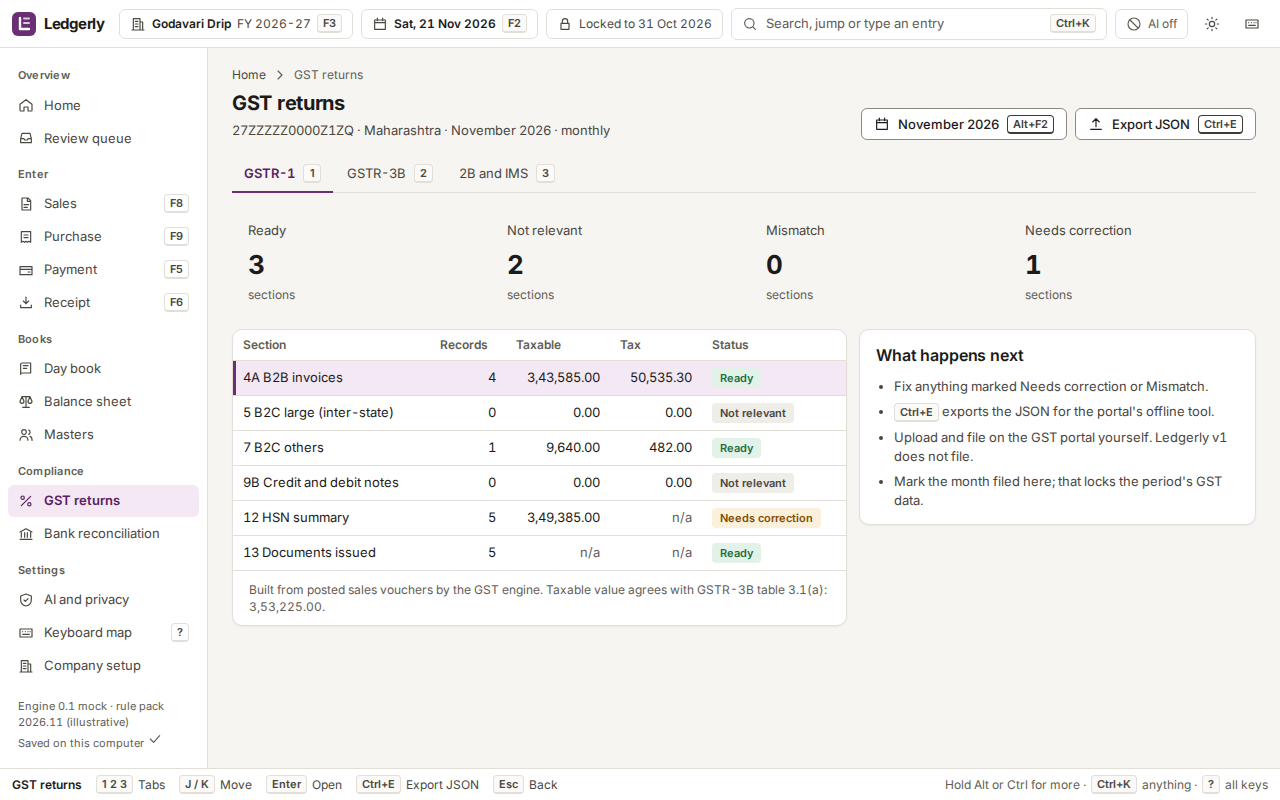 Ledgerly
Godavari Drip FY 2026-27 F3
Sat, 21 Nov 2026 F2
Locked to 31 Oct 2026
Search, jump or type an entry Ctrl+K
AI off
Overview
Home
Review queue
Enter
Sales F8
Purchase F9
Payment F5
Receipt F6
Books
Day book
Balance sheet
Masters
Compliance
GST returns
Bank reconciliation
Settings
AI and privacy
Keyboard map ?
Company setup
Engine 0.1 mock · rule pack
2026.11 (illustrative)
Saved on this computer
Home > GST returns
GST returns
27ZZZZZ0000Z1ZQ · Maharashtra · November 2026 · monthly
November 2026 Alt+F2
Export JSON Ctrl+E
GSTR-1 1 GSTR-3B 2 2B and IMS 3
Ready Not relevant Mismatch Needs correction
3 2 0 1
sections sections sections sections
Section Records Taxable Tax Status
4A B2B invoices 4 3,43,585.00 50,535.30 Ready
5 B2C large (inter-state) 0 0.00 0.00 Not relevant
7 B2C others 1 9,640.00 482.00 Ready
9B Credit and debit notes 0 0.00 0.00 Not relevant
12 HSN summary 5 3,49,385.00 n/a Needs correction
13 Documents issued 5 n/a n/a Ready
Built from posted sales vouchers by the GST engine. Taxable value agrees with GSTR-3B table 3.1(a):
3,53,225.00.
What happens next
• Fix anything marked Needs correction or Mismatch.
• Ctrl+E exports the JSON for the portal's offline tool.
• Upload and file on the GST portal yourself. Ledgerly v1
does not file.
• Mark the month filed here; that locks the period's GST
data.
GST returns 1 2 3 Tabs J / K Move Enter Open Ctrl+E Export JSON Esc Back
Hold Alt or Ctrl for more · Ctrl+K anything · ? all keys